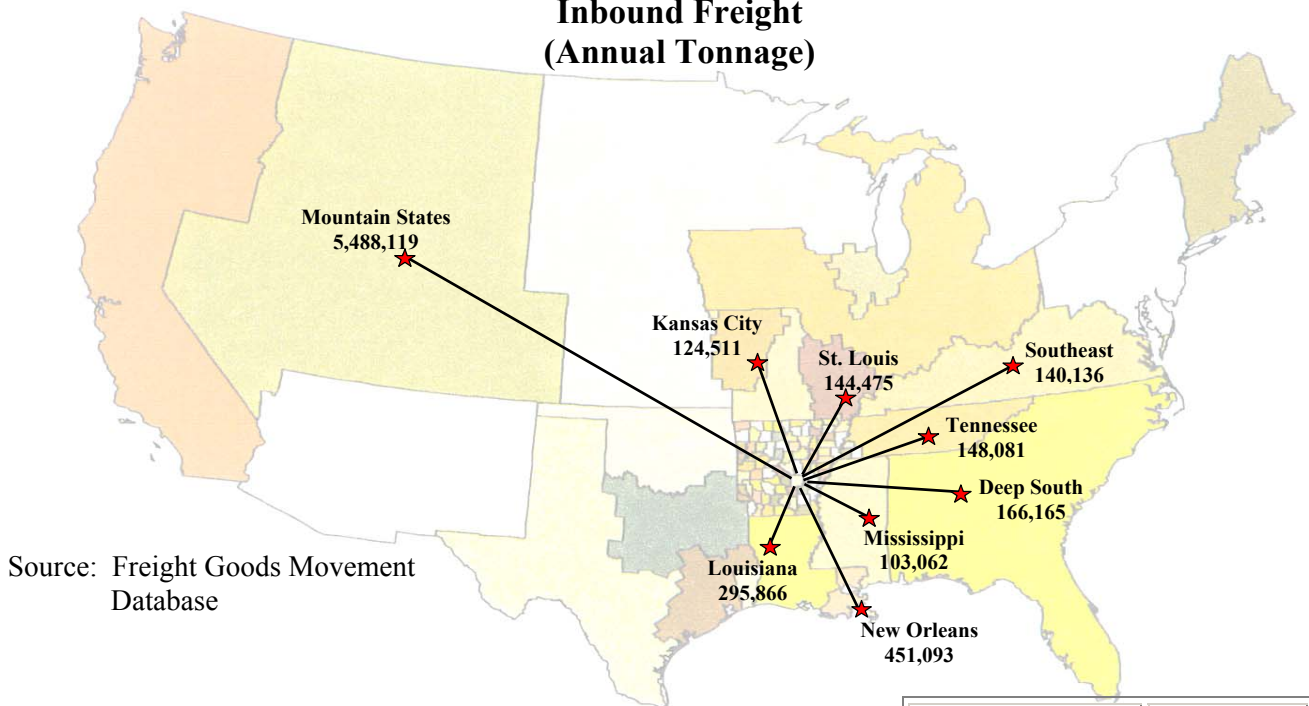 Inbound Freight
(Annual Tonnage)
Mountain States
5,488,119
Kansas City
124,511
St. Louis
144,475
Southeast
140,136
Tennessee
148,081
Deep South
166,165
Mississippi
103,062
Louisiana
295,866
New Orleans
451,093
Source: Freight Goods Movement
Database